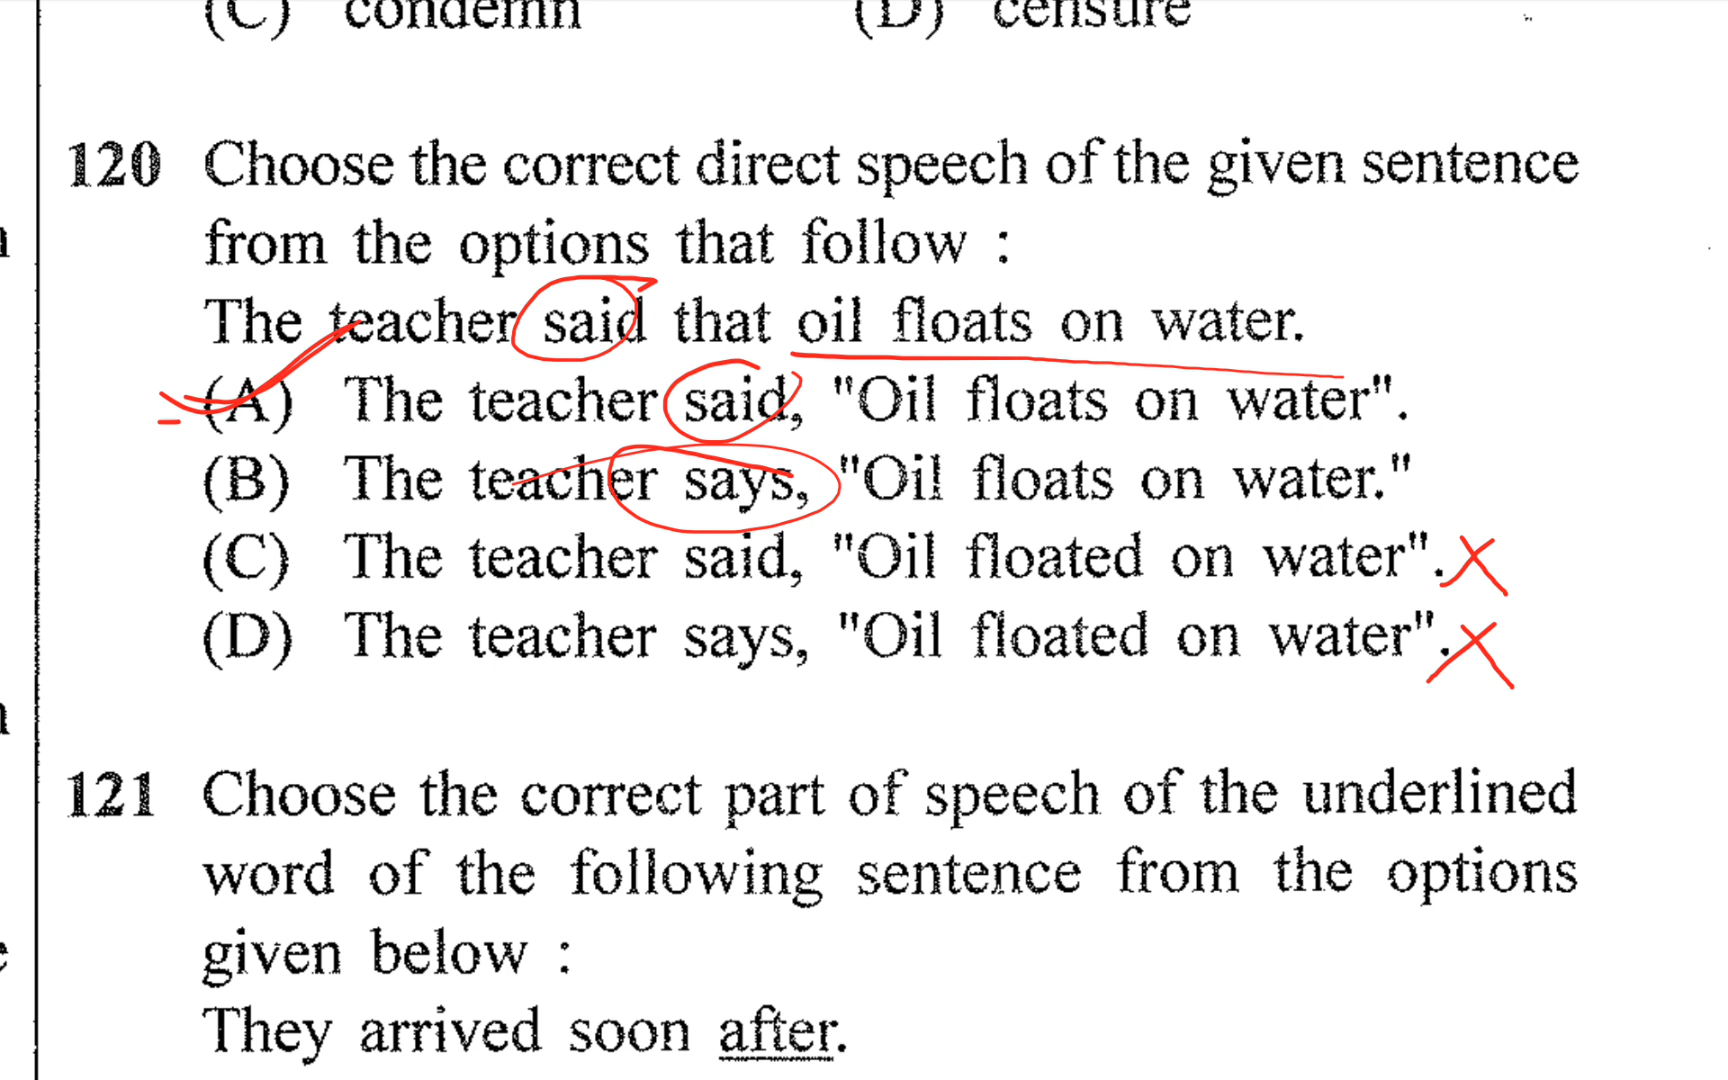 (C) condemn (D) censure
120 Choose the correct direct speech of the given sentence
from the options that follow :
The teacher said that oil floats on water.
(A) The teacher said, "Oil floats on water".
(B) The teacher says, "Oil floats on water."
(C) The teacher said, "Oil floated on water".
(D) The teacher says, "Oil floated on water".
121 Choose the correct part of speech of the underlined
word of the following sentence from the options
given below :
They arrived soon after.